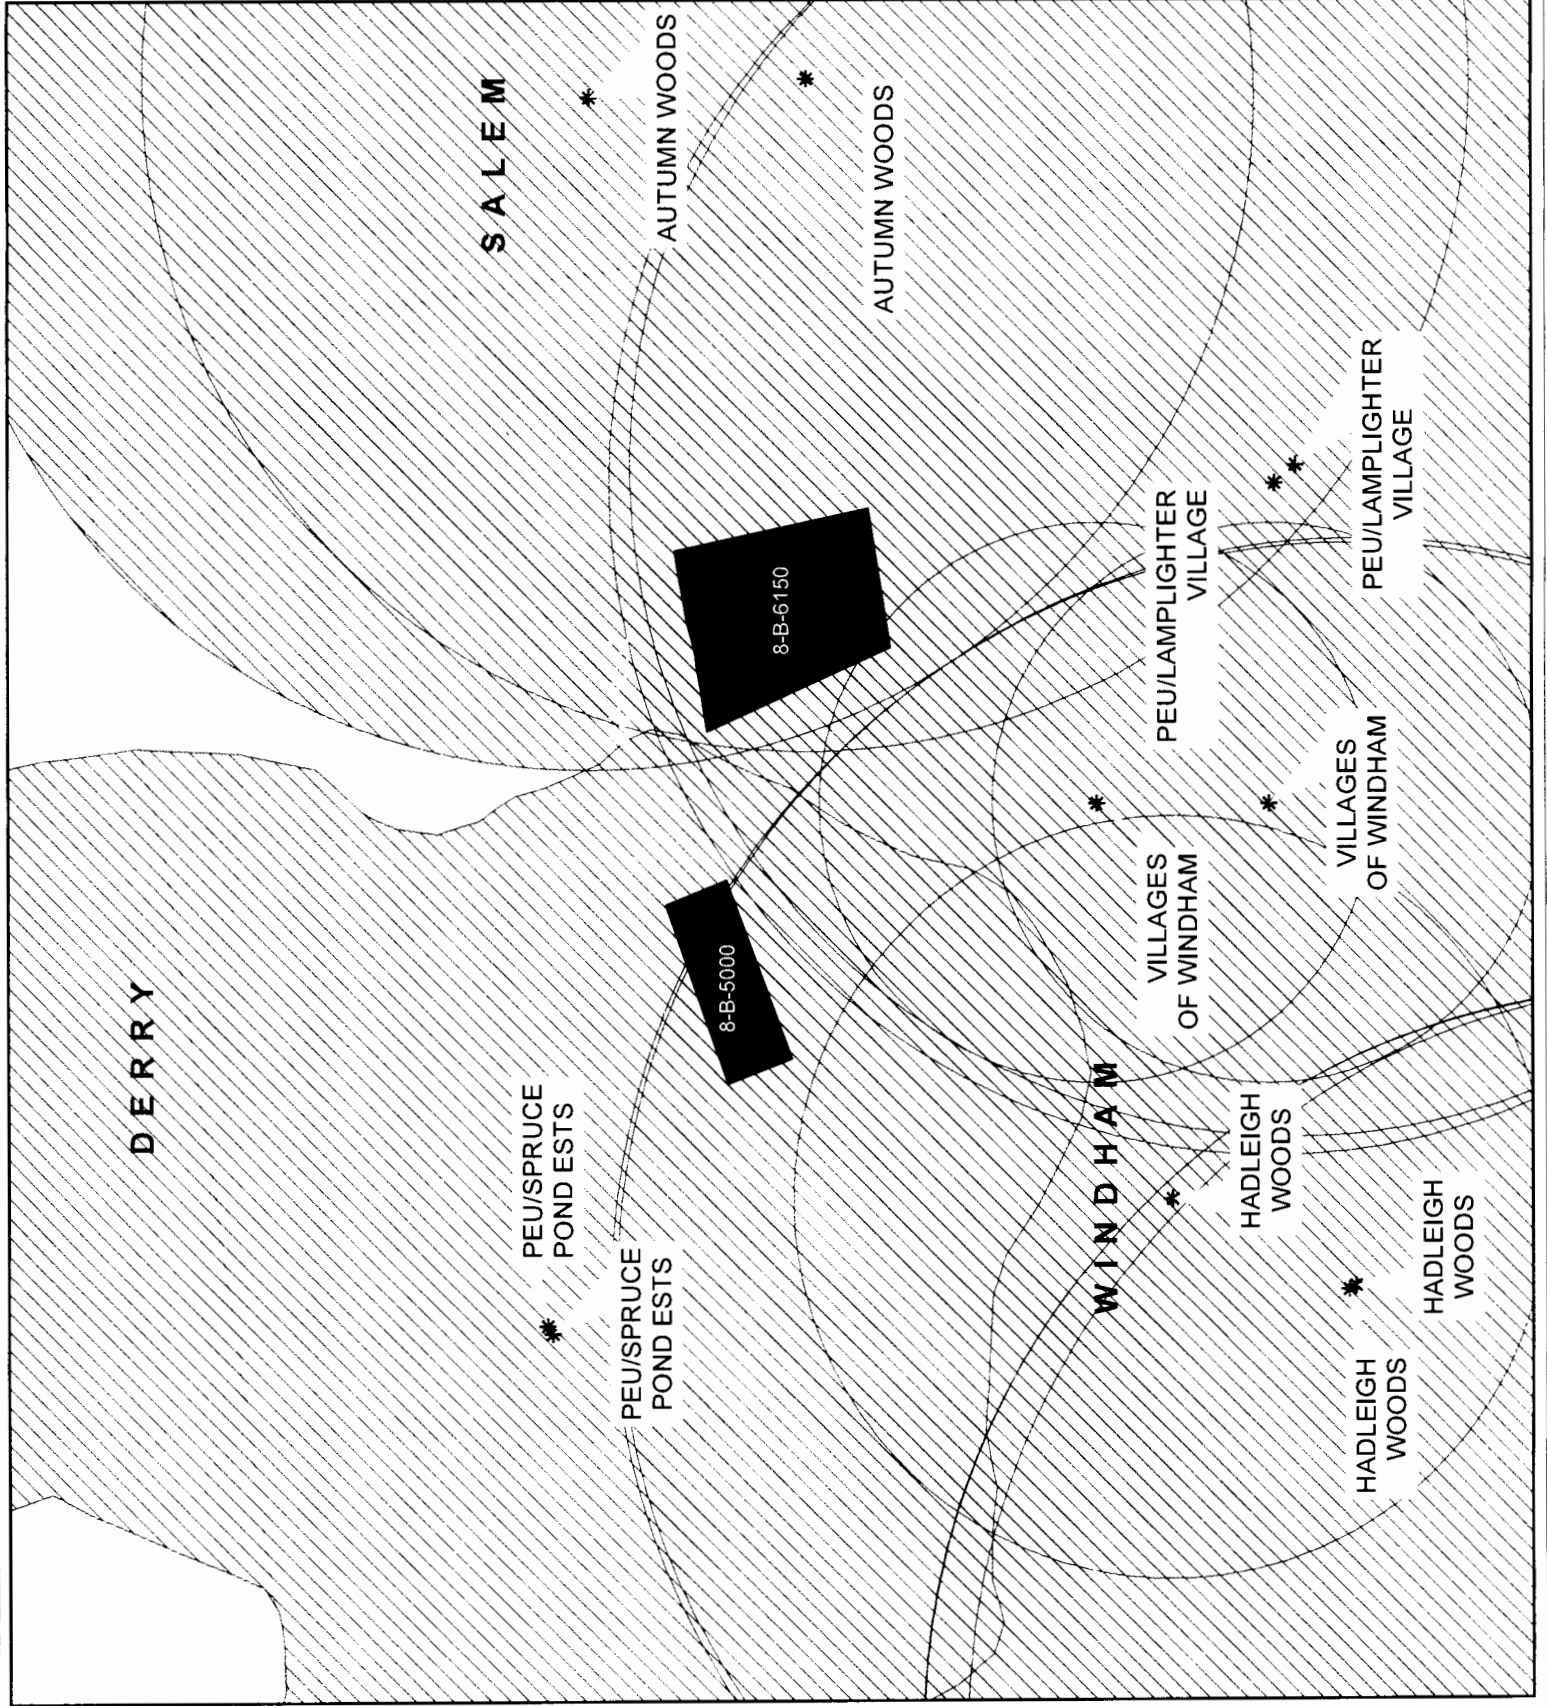 DERRY
SALEM
AUTUMN WOODS
AUTUMN WOODS
8-B-6150
8-B-5000
PEU/SPRUCE
POND ESTS
PEU/SPRUCE
POND ESTS
PEU/LAMPLIGHTER
VILLAGE
PEU/LAMPLIGHTER
VILLAGE
VILLAGES
OF WINDHAM
VILLAGES
OF WINDHAM
WINDHAM
HADLEIGH
WOODS
HADLEIGH
WOODS
HADLEIGH
WOODS